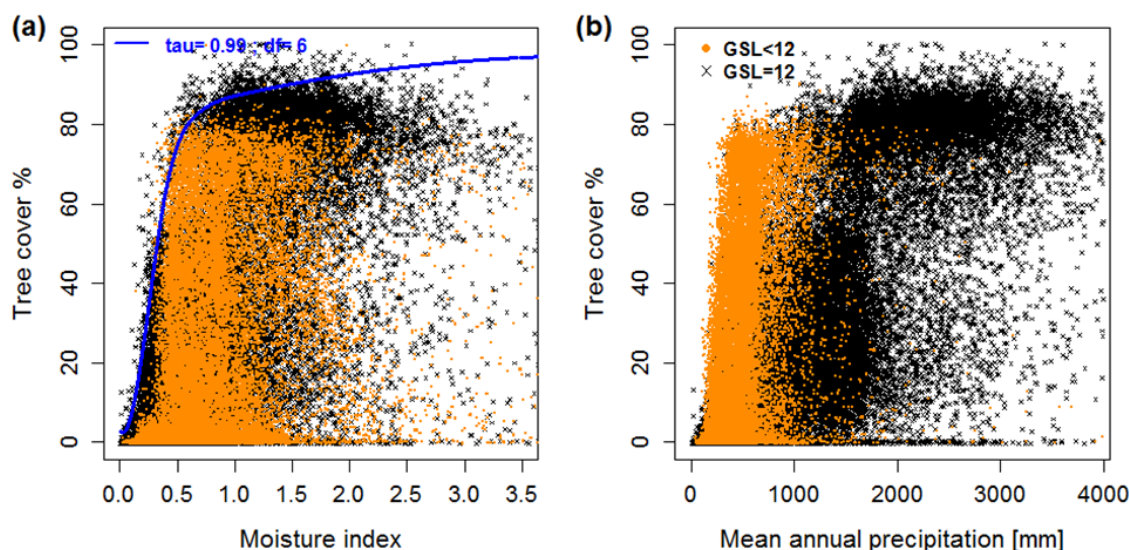 (a)
tau= 0.99 ; df= 6
Tree cover %
100
80
60
40
20
0
0.0 0.5 1.0 1.5 2.0 2.5 3.0 3.5
Moisture index
(b)
GSL<12
GSL=12
Tree cover %
100
80
60
40
20
0
0 1000 2000 3000 4000
Mean annual precipitation [mm]